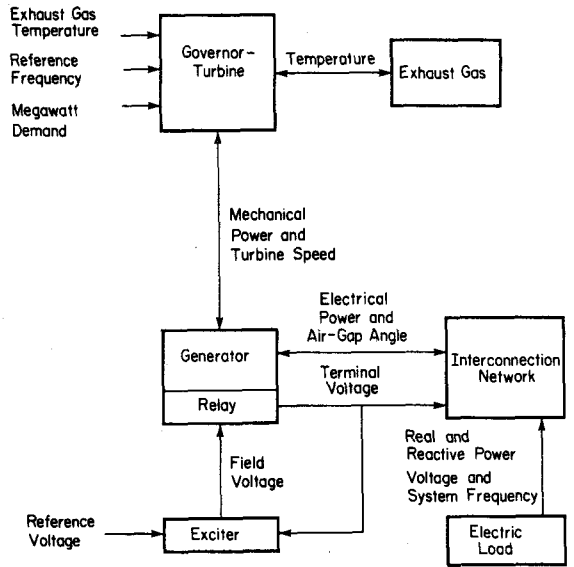 Exhaust Gas
Temperature
Reference
Frequency
Megawatt
Demand
Governor-
Turbine
Temperature
Exhaust Gas
Mechanical
Power and
Turbine Speed
Electrical
Power and
Air-Gap Angle
Generator
Relay
Terminal
Voltage
Interconnection
Network
Real and
Reactive Power
Voltage and
System Frequency
Field
Voltage
Reference
Voltage
Exciter
Electric
Load